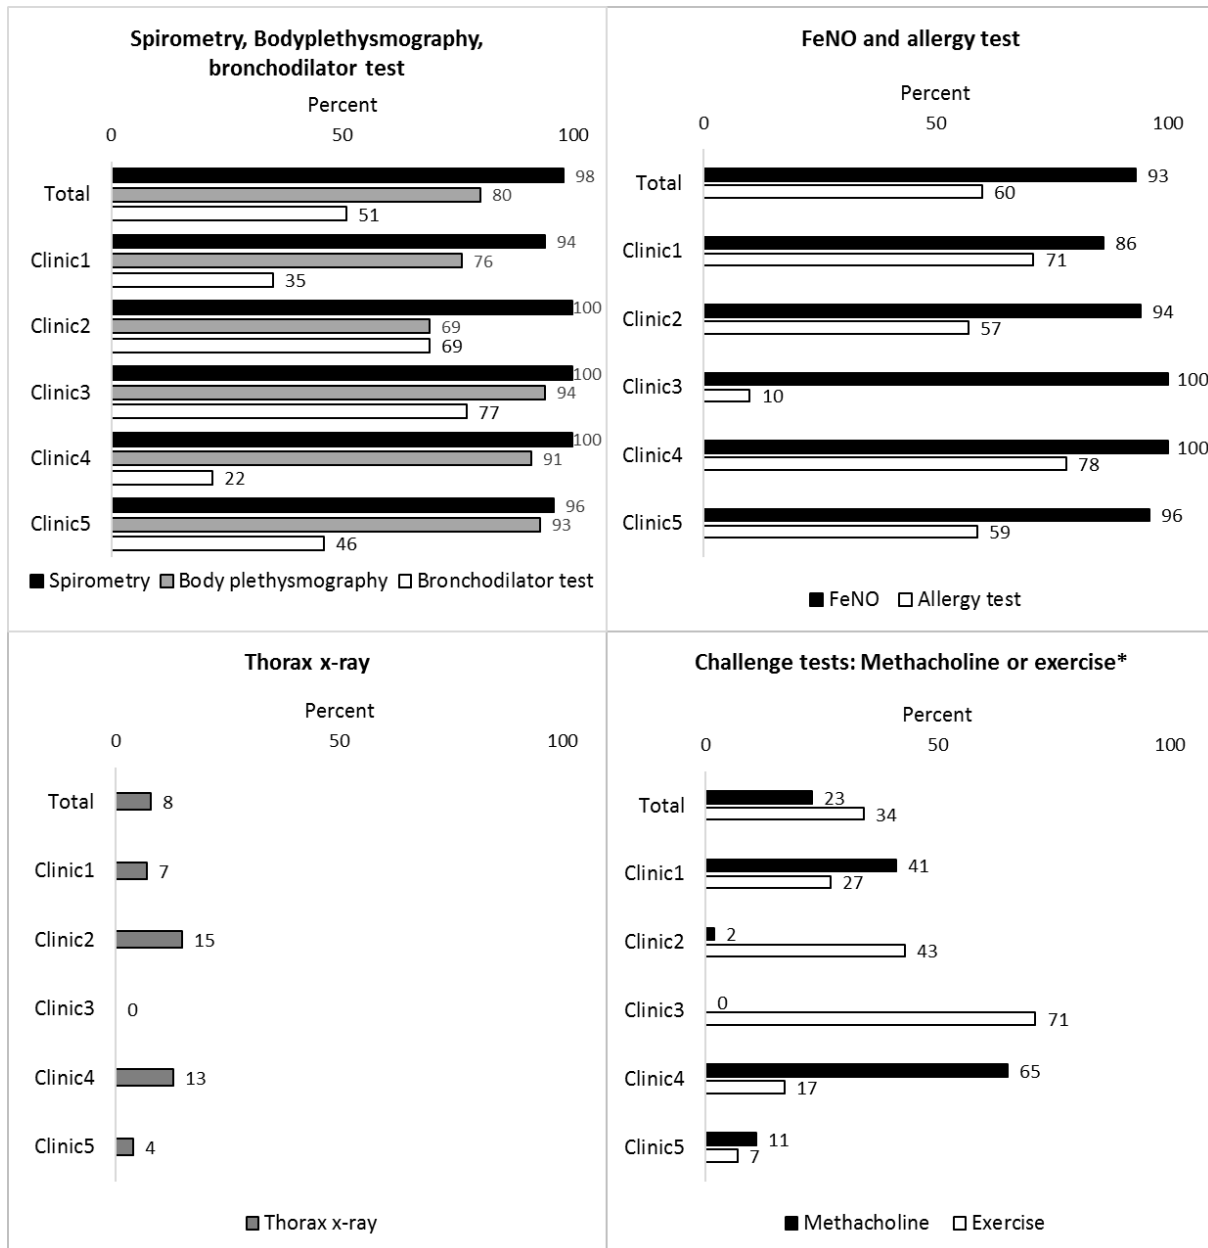 Spirometry, Bodyplethysmography,
bronchodilator test
Percent
0 50 100
Total 98
80
51
Clinic1 94
76
35
Clinic2 100
69
69
Clinic3 100
94
77
Clinic4 100
91
22
Clinic5 96
93
46
Spirometry Body plethysmography Bronchodilator test
FeNO and allergy test
Percent
0 50 100
Total 93
60
Clinic1 86
71
Clinic2 94
57
Clinic3 100
10
Clinic4 100
78
Clinic5 96
59
FeNO Allergy test
Thorax x-ray
Percent
0 50 100
Total 8
Clinic1 7
Clinic2 15
Clinic3 0
Clinic4 13
Clinic5 4
Thorax x-ray
Challenge tests: Methacholine or exercise*
Percent
0 50 100
Total 23
34
Clinic1 41
27
Clinic2 2
43
Clinic3 0
71
Clinic4 65
17
Clinic5 11
7
Methacholine Exercise